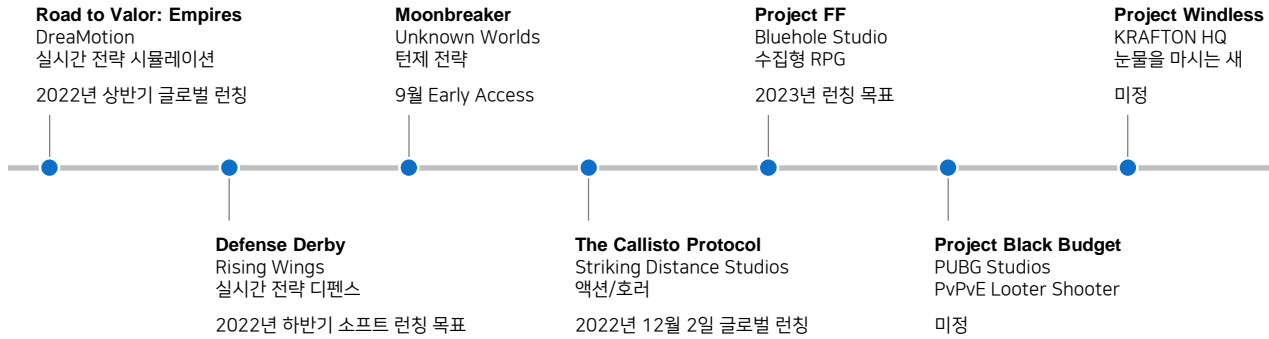 Road to Valor: Empires
DreaMotion
실시간 전략 시뮬레이션
2022년 상반기 글로벌 런칭
Moonbreaker
Unknown Worlds
턴제 전략
9월 Early Access
Project FF
Bluehole Studio
수집형 RPG
2023년 런칭 목표
Project Windless
KRAFTON HQ
눈물을 마시는 새
미정
Defense Derby
Rising Wings
실시간 전략 디펜스
2022년 하반기 소프트 런칭 목표
The Callisto Protocol
Striking Distance Studios
액션/호러
2022년 12월 2일 글로벌 런칭
Project Black Budget
PUBG Studios
PvPvE Looter Shooter
미정